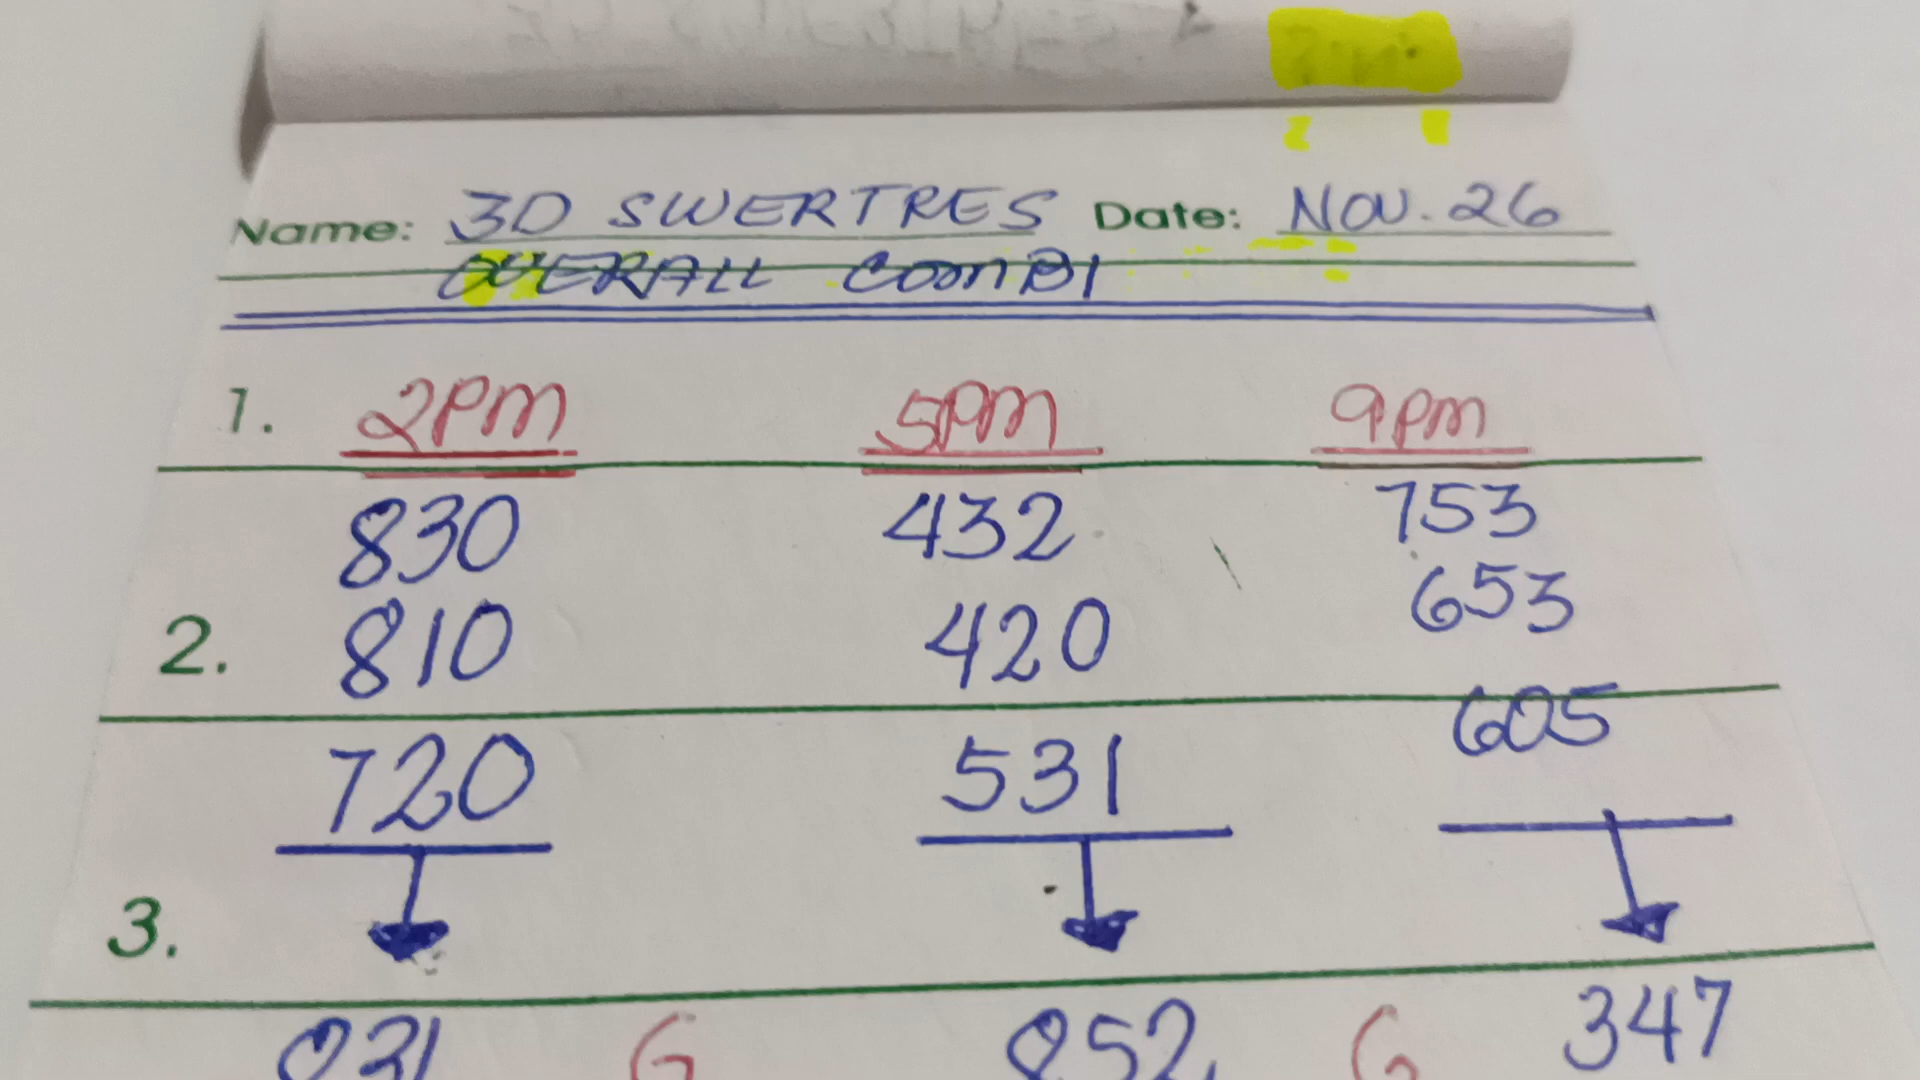 Name: 3D SWERTRES Date: NOV. 26
OVERALL COMBI
1. 2PM 5PM 9PM
830 432 753
653
2. 810 420
605
720 531
3.
347